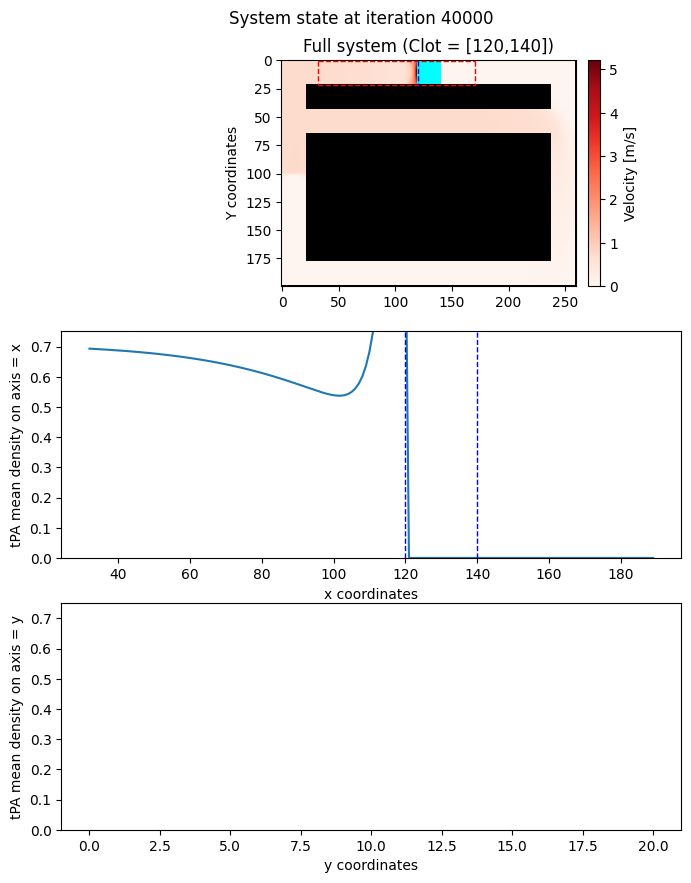 System state at iteration 40000
Full system (Clot = [120,140])
0
25
50
75
100
125
150
175
Y coordinates
0 50 100 150 200 250
5
4
3
2
1
0
Velocity [m/s]
0.7
0.6
0.5
0.4
0.3
0.2
0.1
0.0
tPA mean density on axis = x
40 60 80 100 120 140 160 180
x coordinates
0.7
0.6
0.5
0.4
0.3
0.2
0.1
0.0
tPA mean density on axis = y
0.0 2.5 5.0 7.5 10.0 12.5 15.0 17.5 20.0
y coordinates